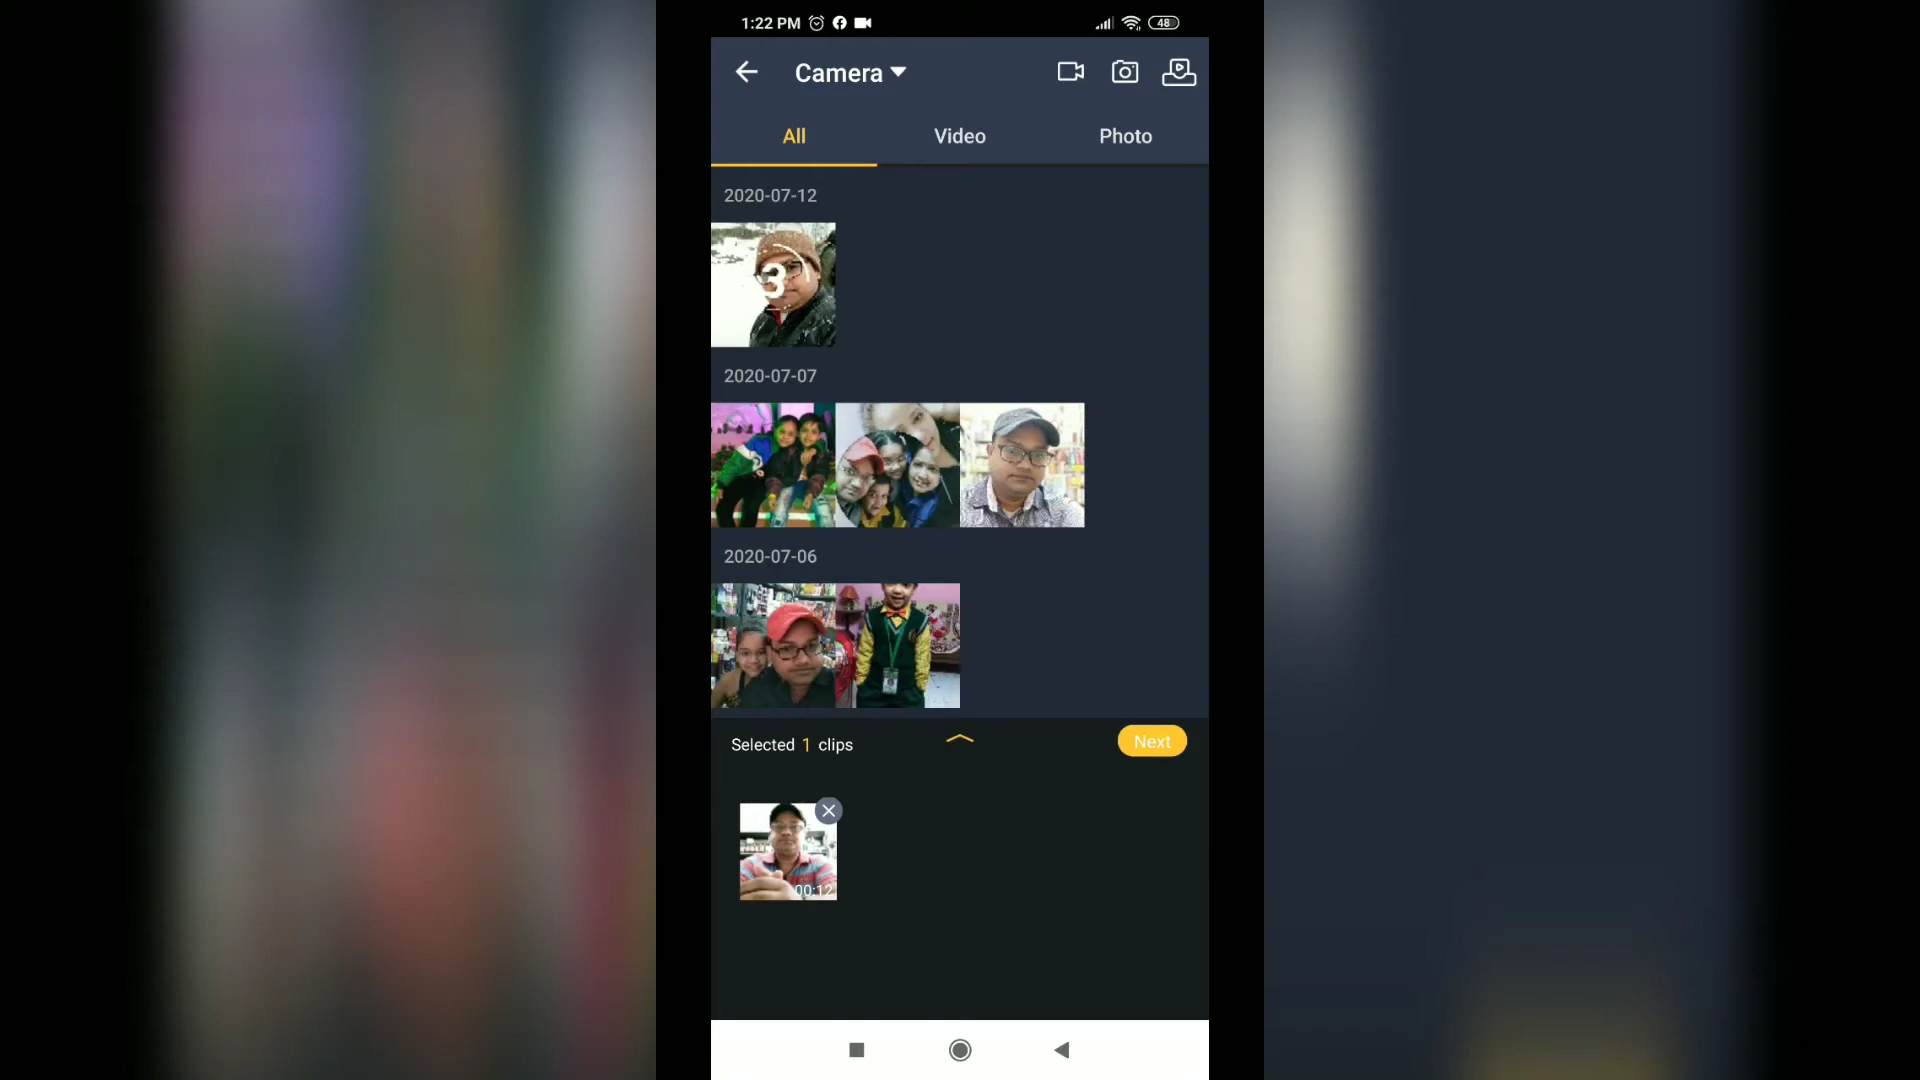 1:22 PM 48
Camera
All Video Photo
2020-07-12
3
2020-07-07
2020-07-06
Selected 1 clips Next
00:12